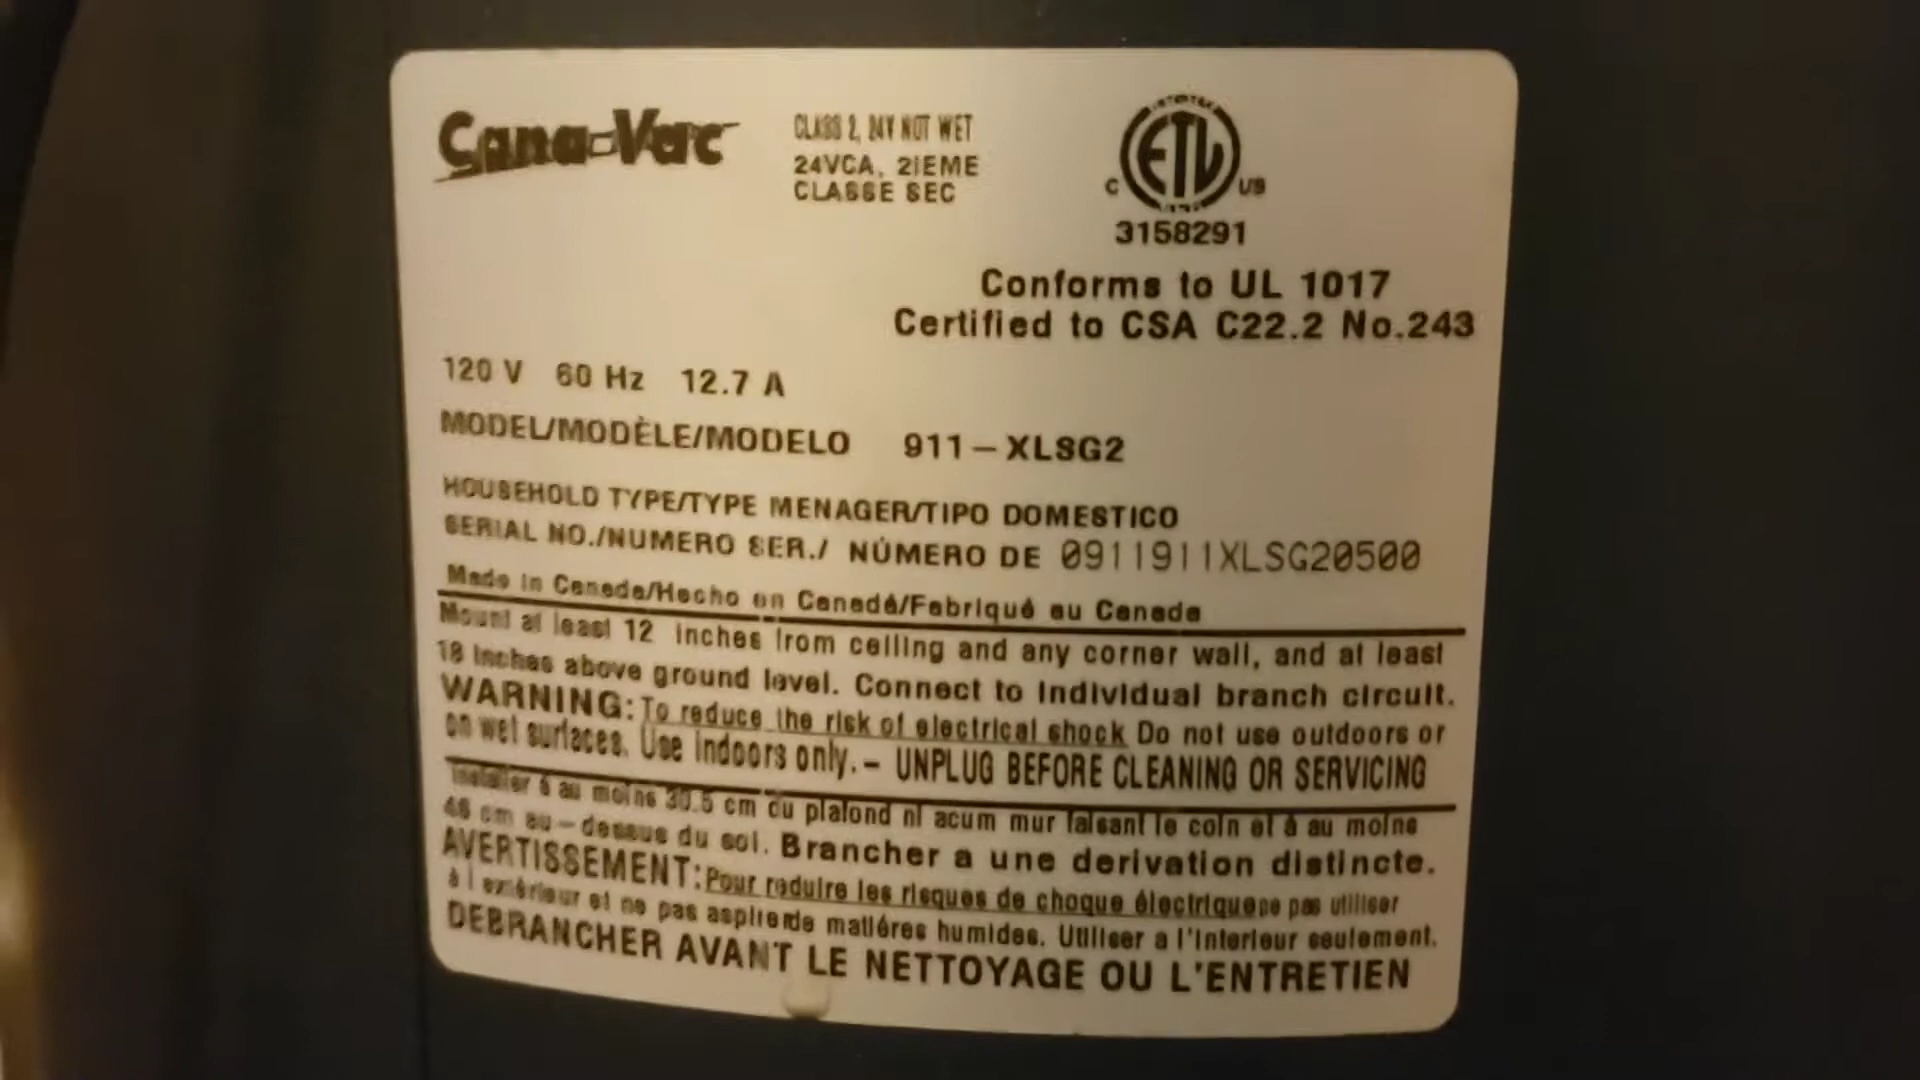 Cana-Vac
CLASS 2, 24V NOT WET
24VCA, 2IEME
CLASSE SEC
ETL
C US
3158291
Conforms to UL 1017
Certified to CSA C22.2 No.243
120 V 60 Hz 12.7 A
MODEL/MODÈLE/MODELO 911-XLSG2
HOUSEHOLD TYPE/TYPE MENAGER/TIPO DOMESTICO
SERIAL NO./NUMERO SER./ NÚMERO DE 0911911XLSG20500
Made in Canada/Hecho en Canadá/Fabriqué au Canada
Mount at least 12 inches from ceiling and any corner wall, and at least
18 inches above ground level. Connect to individual branch circuit.
WARNING: To reduce the risk of electrical shock Do not use outdoors or
on wet surfaces. Use indoors only. - UNPLUG BEFORE CLEANING OR SERVICING
Installer à au moins 30.5 cm du plafond ni acum mur faisant le coin et à au moins
46 cm au-dessus du sol. Brancher a une derivation distincte.
AVERTISSEMENT: Pour reduire les risques de choque électrique ne pas utiliser
à l extérieur et ne pas aspirer de matiéres humides. Utiliser a l'interieur seulement.
DEBRANCHER AVANT LE NETTOYAGE OU L'ENTRETIEN